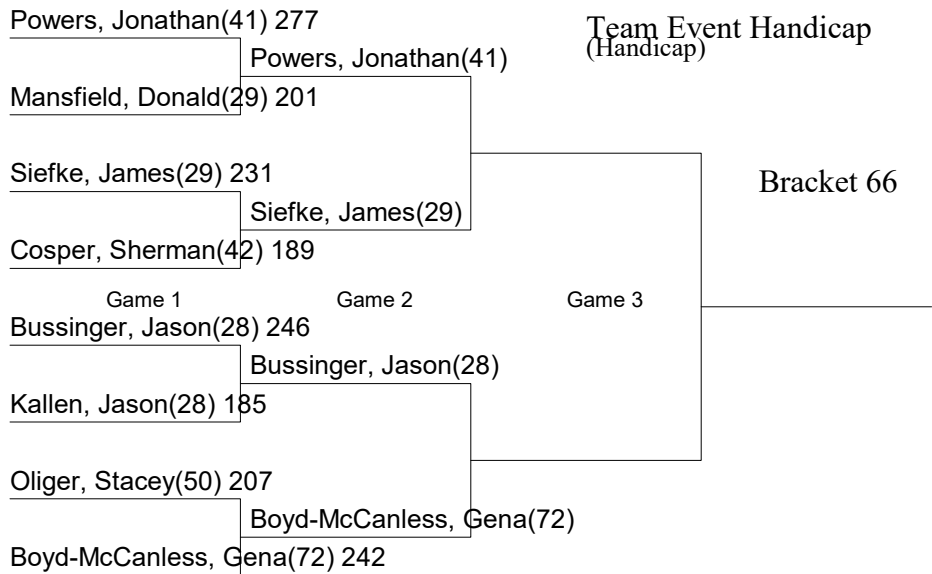 Powers, Jonathan(41) 277
Team Event Handicap
(Handicap)
Powers, Jonathan(41)
Mansfield, Donald(29) 201
Siefke, James(29) 231
Bracket 66
Siefke, James(29)
Cosper, Sherman(42) 189
Game 1
Game 2
Game 3
Bussinger, Jason(28) 246
Bussinger, Jason(28)
Kallen, Jason(28) 185
Oliger, Stacey(50) 207
Boyd-McCanless, Gena(72)
Boyd-McCanless, Gena(72) 242